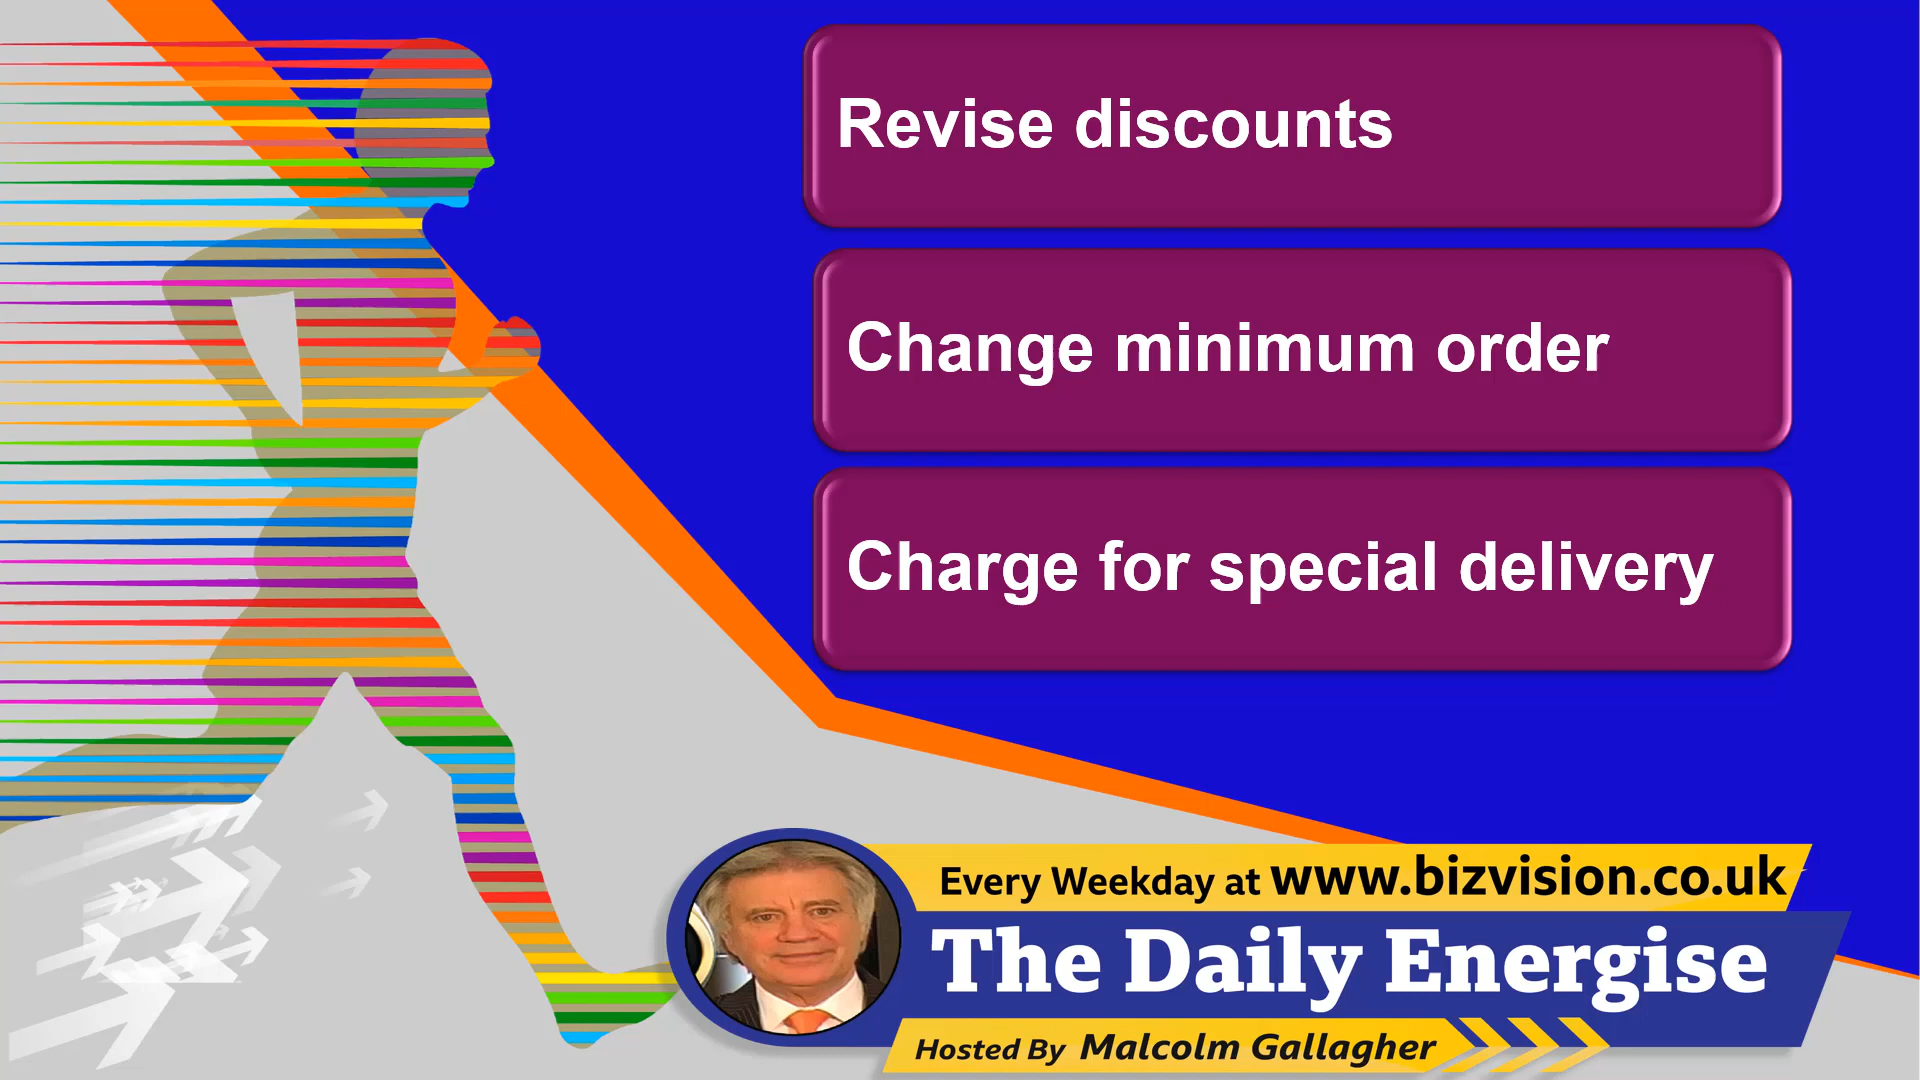 Revise discounts
Change minimum order
Charge for special delivery
Every Weekday at www.bizvision.co.uk
The Daily Energise
Hosted By Malcolm Gallagher